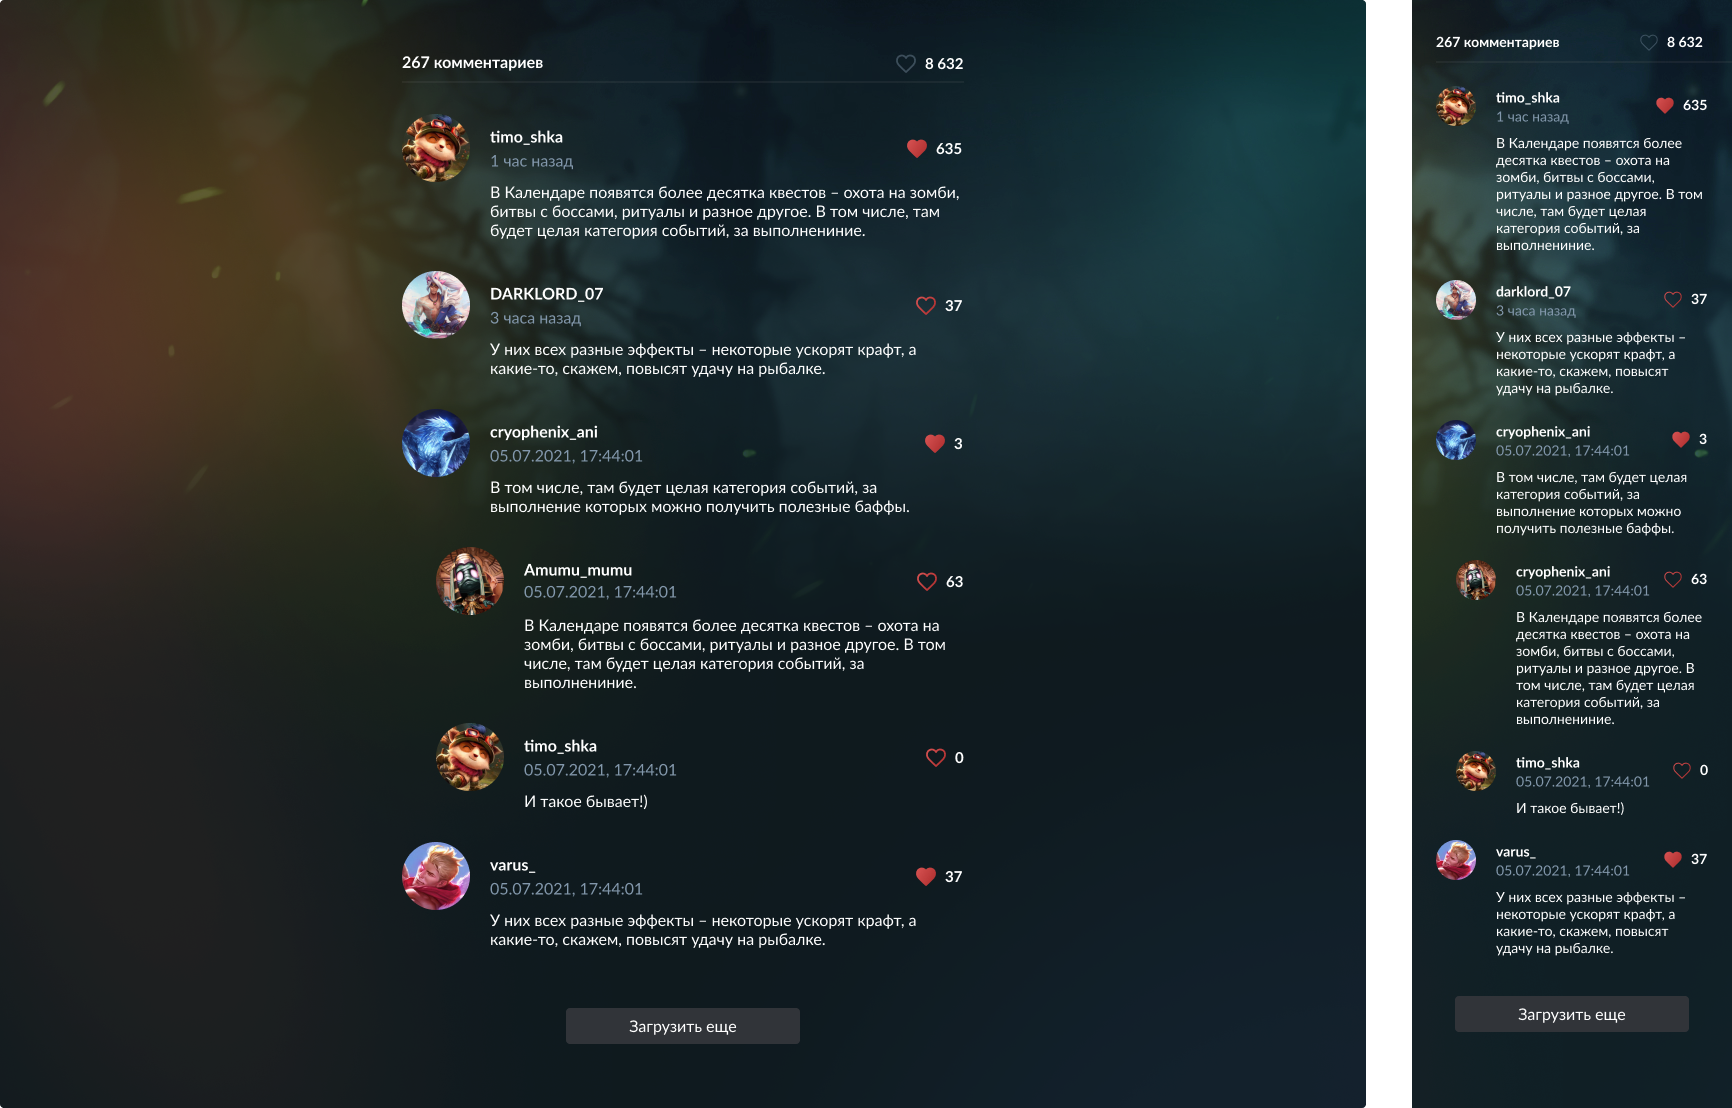 267 комментариев
8 632
timo_shka
635
1 час назад
В Календаре появятся более десятка квестов – охота на зомби,
битвы с боссами, ритуалы и разное другое. В том числе, там
будет целая категория событий, за выполнениние.
DARKLORD_07
37
3 часа назад
У них всех разные эффекты – некоторые ускорят крафт, а
какие-то, скажем, повысят удачу на рыбалке.
cryophenix_ani
3
05.07.2021, 17:44:01
В том числе, там будет целая категория событий, за
выполнение которых можно получить полезные баффы.
Amumu_mumu
63
05.07.2021, 17:44:01
В Календаре появятся более десятка квестов – охота на
зомби, битвы с боссами, ритуалы и разное другое. В том
числе, там будет целая категория событий, за
выполнениние.
timo_shka
0
05.07.2021, 17:44:01
И такое бывает!)
varus_
37
05.07.2021, 17:44:01
У них всех разные эффекты – некоторые ускорят крафт, а
какие-то, скажем, повысят удачу на рыбалке.
Загрузить еще
267 комментариев
8 632
timo_shka
635
1 час назад
В Календаре появятся более
десятка квестов – охота на
зомби, битвы с боссами,
ритуалы и разное другое. В том
числе, там будет целая
категория событий, за
выполнениние.
darklord_07
37
3 часа назад
У них всех разные эффекты –
некоторые ускорят крафт, а
какие-то, скажем, повысят
удачу на рыбалке.
cryophenix_ani
3
05.07.2021, 17:44:01
В том числе, там будет целая
категория событий, за
выполнение которых можно
получить полезные баффы.
cryophenix_ani
63
05.07.2021, 17:44:01
В Календаре появятся более
десятка квестов – охота на
зомби, битвы с боссами,
ритуалы и разное другое. В
том числе, там будет целая
категория событий, за
выполнениние.
timo_shka
0
05.07.2021, 17:44:01
И такое бывает!)
varus_
37
05.07.2021, 17:44:01
У них всех разные эффекты –
некоторые ускорят крафт, а
какие-то, скажем, повысят
удачу на рыбалке.
Загрузить еще